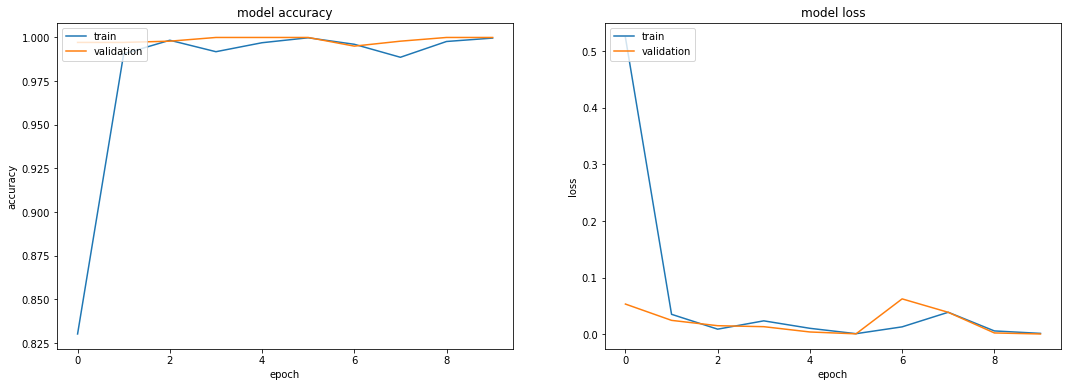 model accuracy
train
validation
1.000
0.975
0.950
0.925
0.900
0.875
0.850
0.825
accuracy
0
2
4
6
8
epoch
model loss
train
validation
0.5
0.4
0.3
0.2
0.1
0.0
loss
0
2
4
6
8
epoch